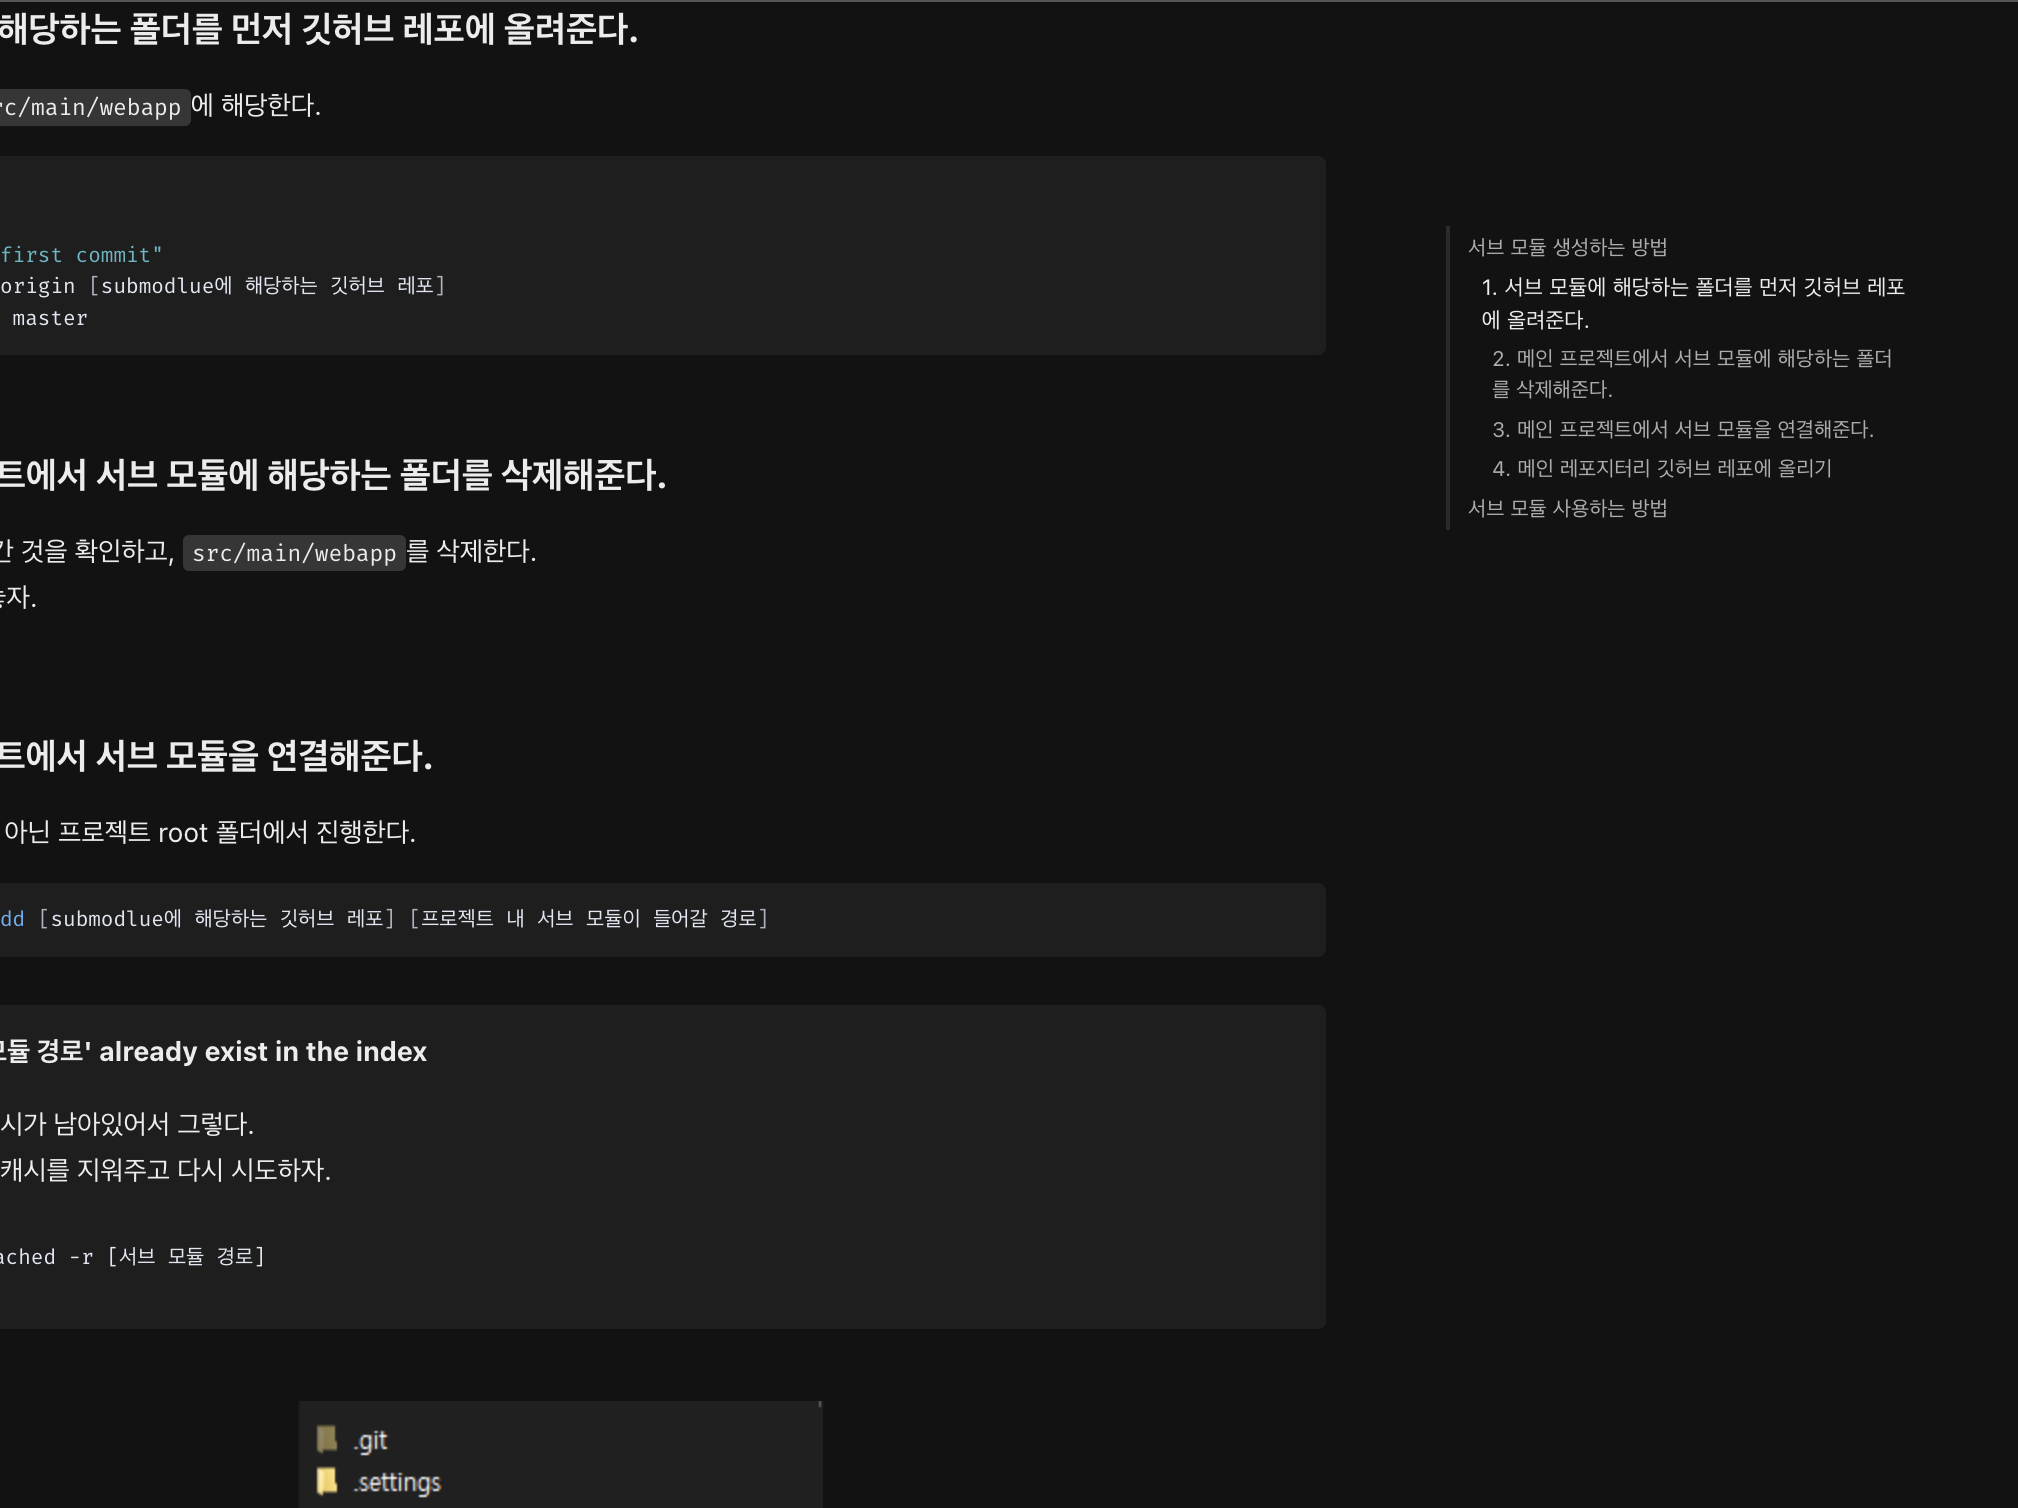 해당하는 폴더를 먼저 깃허브 레포에 올려준다.
rc/main/webapp에 해당한다.
first commit"
origin [submodlue에 해당하는 깃허브 레포]
master
트에서 서브 모듈에 해당하는 폴더를 삭제해준다.
간 것을 확인하고, src/main/webapp를 삭제한다.
놓자.
트에서 서브 모듈을 연결해준다.
아닌 프로젝트 root 폴더에서 진행한다.
dd [submodlue에 해당하는 깃허브 레포] [프로젝트 내 서브 모듈이 들어갈 경로]
모듈 경로' already exist in the index
시가 남아있어서 그렇다.
캐시를 지워주고 다시 시도하자.
ached -r [서브 모듈 경로]
.git
.settings
서브 모듈 생성하는 방법
1. 서브 모듈에 해당하는 폴더를 먼저 깃허브 레포
에 올려준다.
2. 메인 프로젝트에서 서브 모듈에 해당하는 폴더
를 삭제해준다.
3. 메인 프로젝트에서 서브 모듈을 연결해준다.
4. 메인 레포지터리 깃허브 레포에 올리기
서브 모듈 사용하는 방법